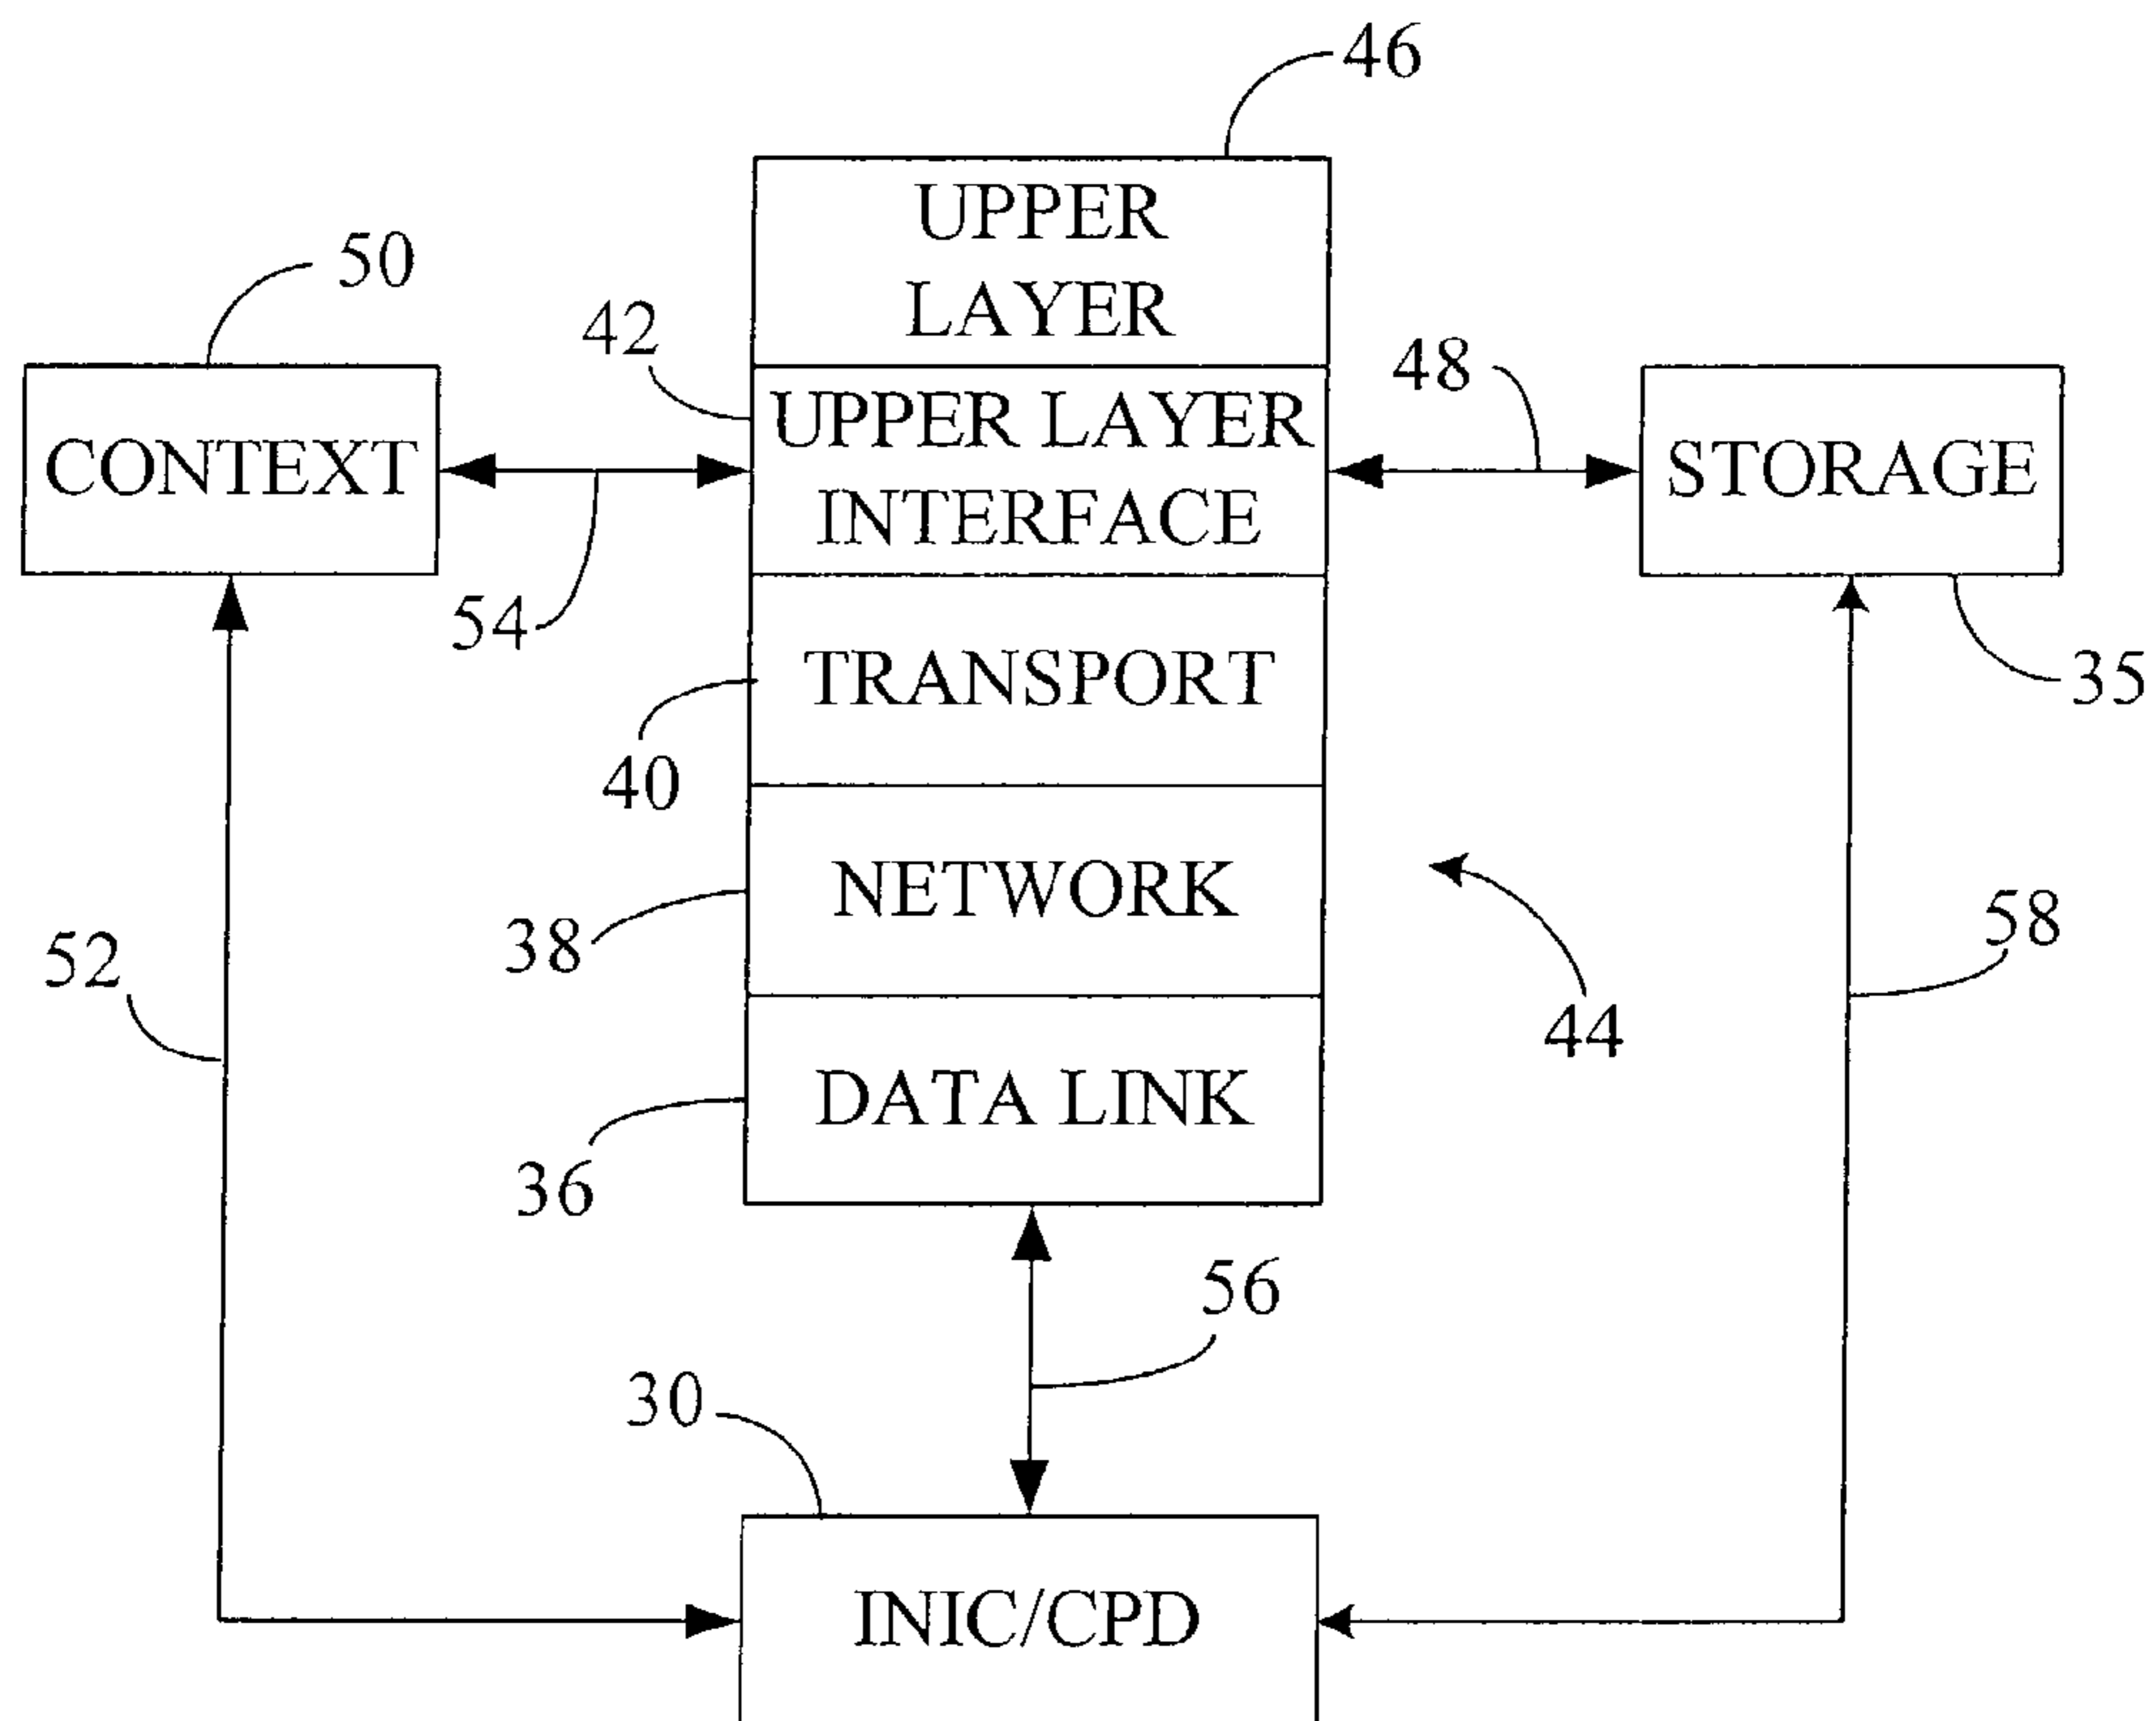 46
UPPER
LAYER
50
42
48
CONTEXT
UPPER LAYER
INTERFACE
STORAGE
54
TRANSPORT
35
40
NETWORK
38
58
52
44
DATA LINK
36
56
30
INIC/CPD